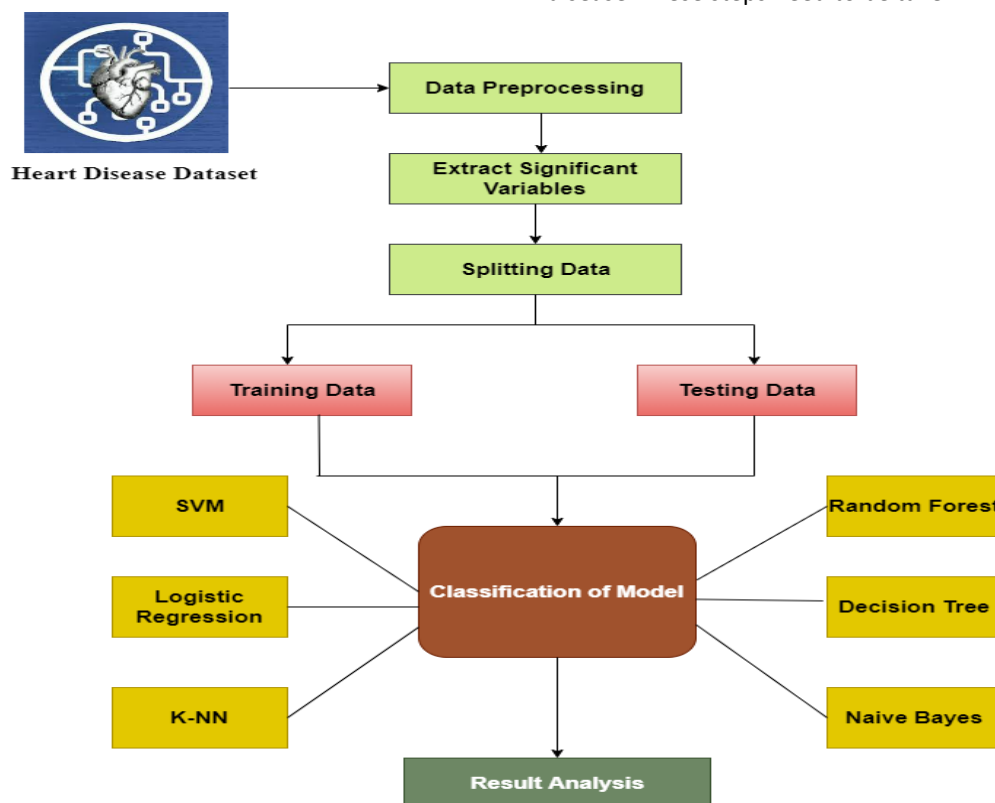 Data Preprocessing
Heart Disease Dataset
Extract Significant
Variables
Splitting Data
Training Data
Testing Data
SVM
Random Forest
Classification of Model
Logistic
Regression
Decision Tree
K-NN
Naive Bayes
Result Analysis